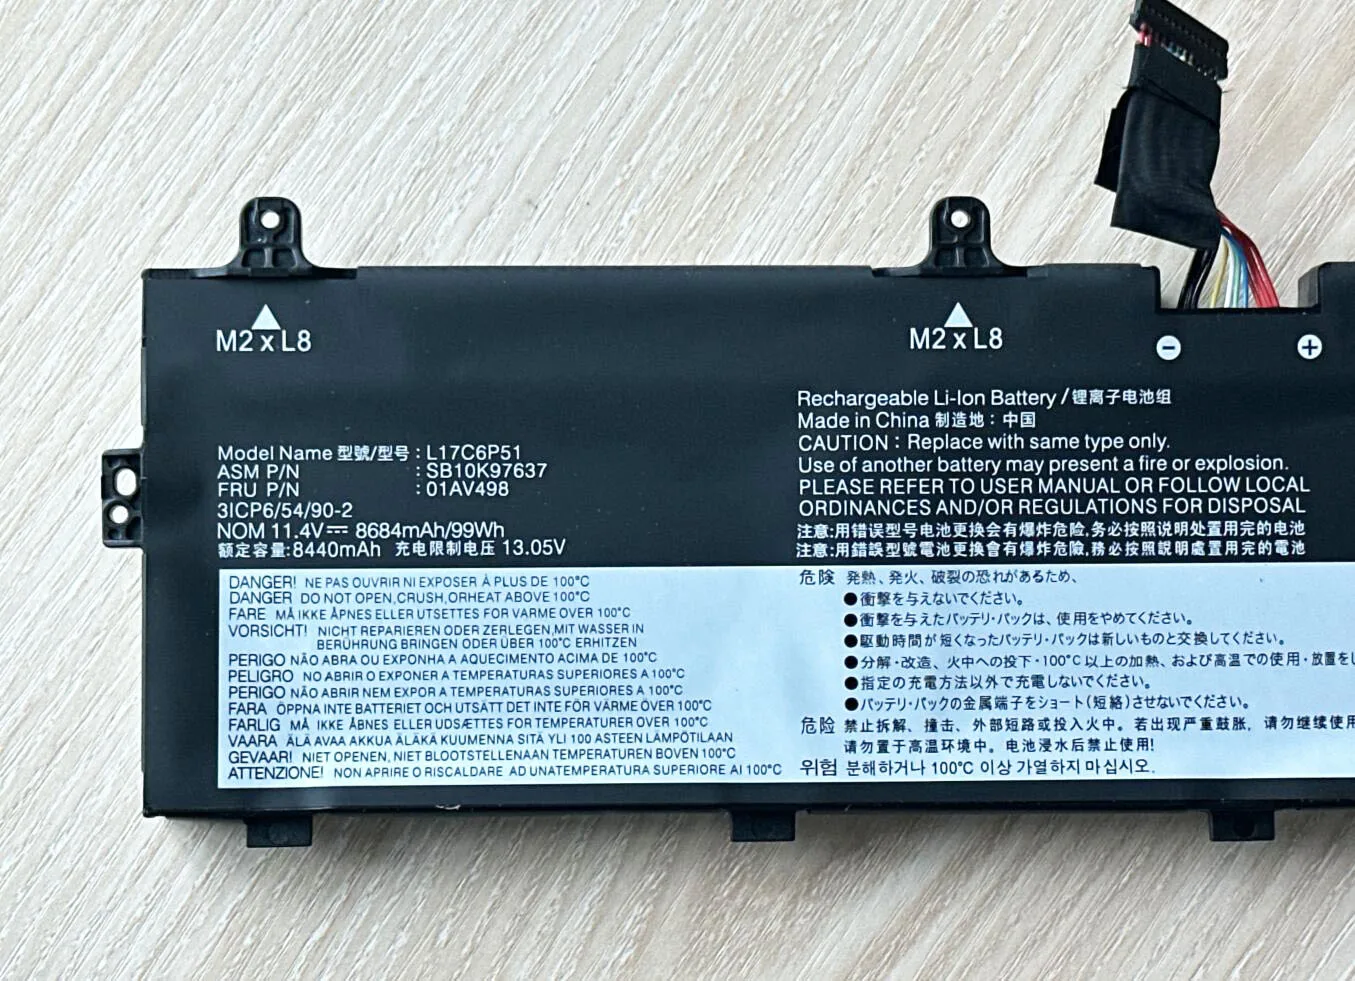 M2 x L8
M2 x L8
Model Name 型號/型号 : L17C6P51
ASM P/N : SB10K97637
FRU P/N : 01AV498
3ICP6/54/90-2
NOM 11.4V⎓ 8684mAh/99Wh
额定容量:8440mAh 充电限制电压 13.05V
Rechargeable Li-Ion Battery / 锂离子电池组
Made in China 制造地：中国
CAUTION : Replace with same type only.
Use of another battery may present a fire or explosion.
PLEASE REFER TO USER MANUAL OR FOLLOW LOCAL
ORDINANCES AND/OR REGULATIONS FOR DISPOSAL
注意:用错误型号电池更换会有爆炸危险,务必按照说明处置用完的电池
注意:用錯誤型號電池更換會有爆炸危險,務必按照說明處置用完的電池
DANGER! NE PAS OUVRIR NI EXPOSER À PLUS DE 100°C
DANGER DO NOT OPEN,CRUSH,OR HEAT ABOVE 100°C
FARE MÅ IKKE ÅPNES ELLER UTSETTES FOR VARME OVER 100°C
VORSICHT! NICHT REPARIEREN ODER ZERLEGEN,MIT WASSER IN
BERÜHRUNG BRINGEN ODER ÜBER 100°C ERHITZEN
PERIGO NÃO ABRA OU EXPONHA A AQUECIMENTO ACIMA DE 100°C
PELIGRO NO ABRIR O EXPONER A TEMPERATURAS SUPERIORES A 100°C
PERIGO NÃO ABRIR NEM EXPOR A TEMPERATURAS SUPERIORES A 100°C
FARA ÖPPNA INTE BATTERIET OCH UTSÄTT DET INTE FÖR VÄRME ÖVER 100°C
FARLIG MÅ IKKE ÅBNES ELLER UDSÆTTES FOR TEMPERATURER OVER 100°C
VAARA ÄLÄ AVAA AKKUA ÄLÄKÄ KUUMENNA SITÄ YLI 100 ASTEEN LÄMPÖTILAAN
GEVAAR! NIET OPENEN, NIET BLOOTSTELLEN AAN TEMPERATUREN BOVEN 100°C
ATTENZIONE! NON APRIRE O RISCALDARE AD UNA TEMPERATURA SUPERIORE AI 100°C
危険 発熱、発火、破裂の恐れがあるため、
●衝撃を与えないでください。
●衝撃を与えたバッテリ・パックは、使用をやめてください。
●駆動時間が短くなったバッテリ・パックは新しいものと交換してください。
●分解・改造、火中への投下・100°C以上の加熱、および高温での使用・放置をし
●指定の充電方法以外で充電しないでください。
●バッテリ・パックの金属端子をショート(短絡)させないでください。
危险 禁止拆解、撞击、外部短路或投入火中。若出现严重鼓胀，请勿继续使用
请勿置于高温环境中。电池浸水后禁止使用!
위험 분해하거나 100°C 이상 가열하지 마십시오.